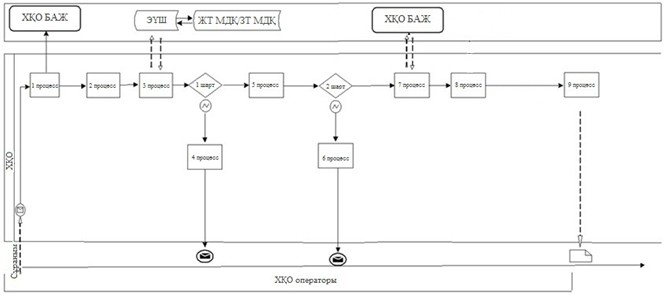 ХҚО БАЖ
ЭҮШ
ЖТ МДҚ/ЗТ МДҚ
ХҚО БАЖ
1 процесс
2 процесс
3 процесс
1 шарт
5 процесс
2 шарт
7 процесс
8 процесс
9 процесс
4 процесс
6 процесс
ХҚО
ХҚО операторы